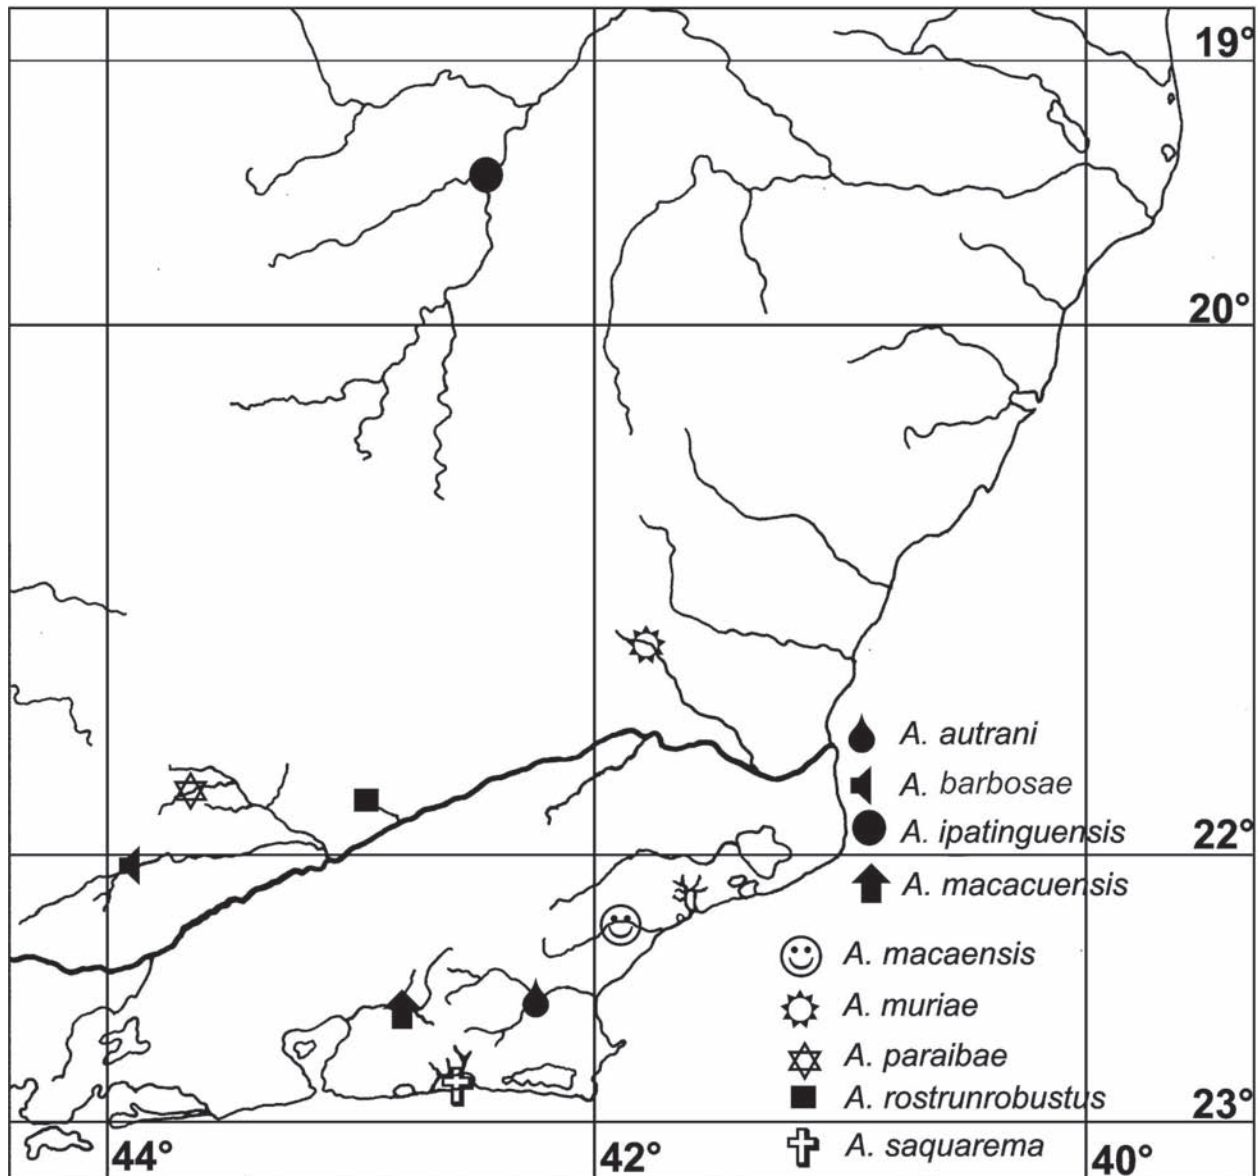 19°
20°
A. autrani
A. barbosae
A. ipatinguensis
22°
A. macacuensis
A. macaensis
A. muriae
A. paraibae
A. rostrunrobustus
23°
A. saquarema
44°
42°
40°